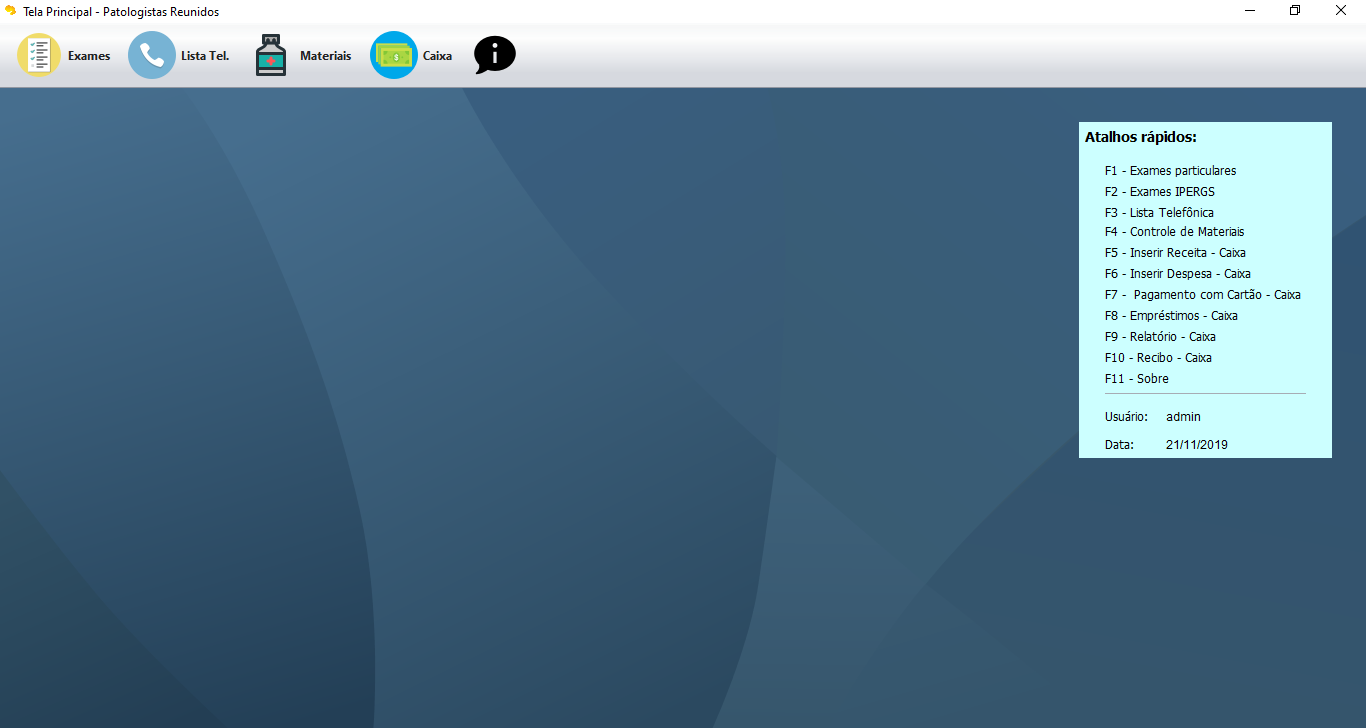 Tela Principal - Patologistas Reunidos
Exames
Lista Tel.
Materiais
Caixa
Atalhos rápidos:
F1 - Exames particulares
F2 - Exames IPERGS
F3 - Lista Telefônica
F4 - Controle de Materiais
F5 - Inserir Receita - Caixa
F6 - Inserir Despesa - Caixa
F7 -  Pagamento com Cartão - Caixa
F8 - Empréstimos - Caixa
F9 - Relatório - Caixa
F10 - Recibo - Caixa
F11 - Sobre
Usuário: admin
Data: 21/11/2019